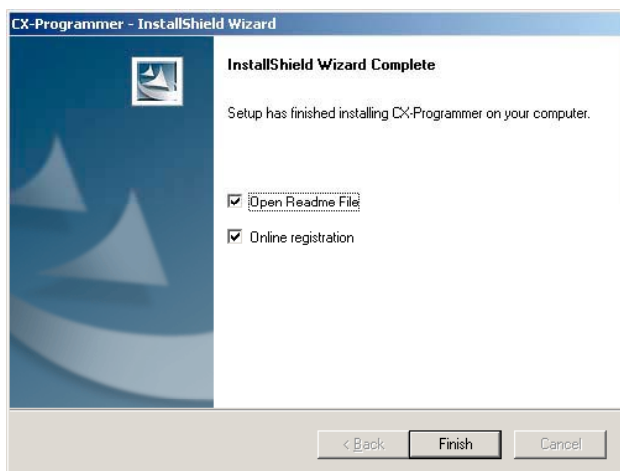 CX-Programmer - InstallShield Wizard
InstallShield Wizard Complete
Setup has finished installing CX-Programmer on your computer.
Open Readme File
Online registration
< Back
Finish
Cancel